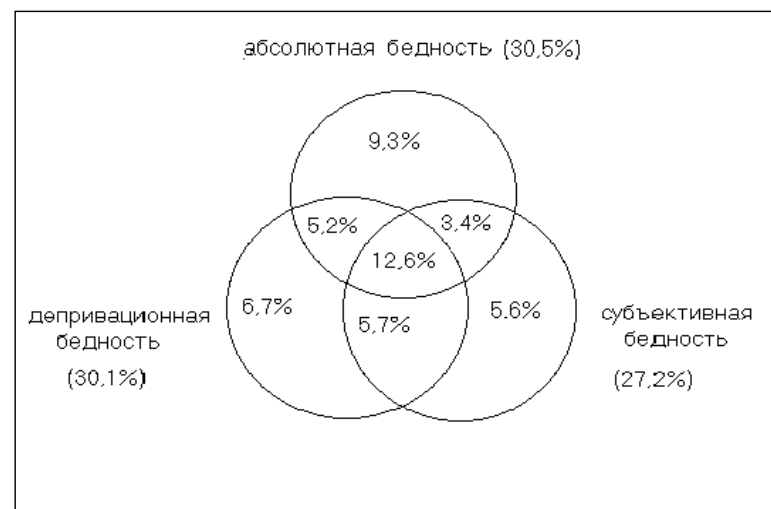 абсолютная бедность (30,5%)
9,3%
5,2%
3,4%
12,6%
6,7%
5,7%
5.6%
депривационная
бедность
(30,1%)
субъективная
бедность
(27,2%)